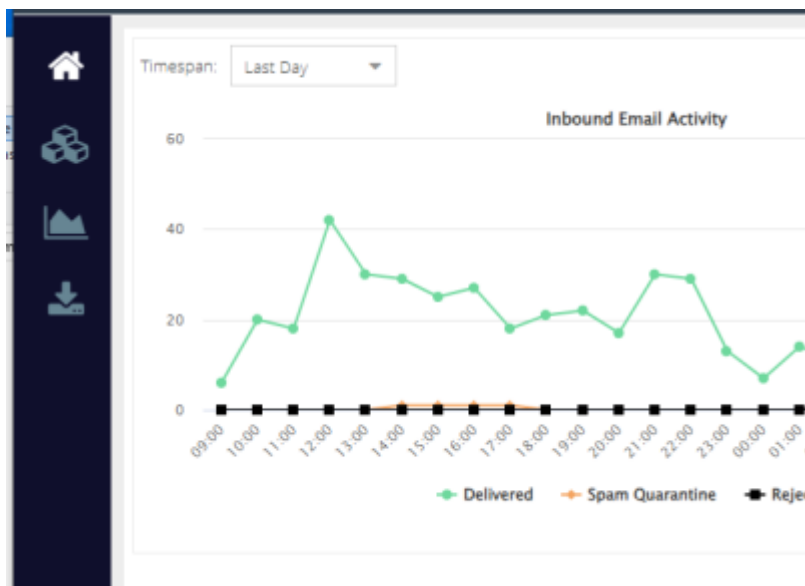 Timespan: Last Day
Inbound Email Activity
60
40
20
0
09:00 10:00 11:00 12:00 13:00 14:00 15:00 16:00 17:00 18:00 19:00 20:00 21:00 22:00 23:00 00:00 01:00
Delivered Spam Quarantine